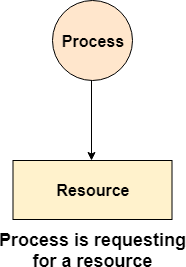 Process
Resource
Process is requesting
for a resource